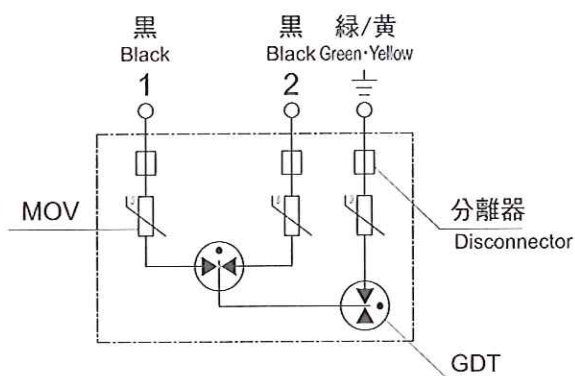 黒
Black
1
黒
Black
2
緑/黄
Green・Yellow
MOV
分離器
Disconnector
GDT